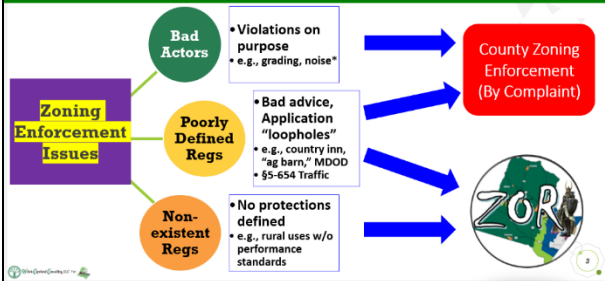 Zoning
Enforcement
Issues
Bad
Actors
• Violations on
purpose
• e.g., grading, noise*
Poorly
Defined
Regs
• Bad advice,
Application
“loopholes”
• e.g., country inn,
“ag barn,” MDOD
• §5-654 Traffic
Non-
existent
Regs
• No protections
defined
• e.g., rural uses w/o
performance
standards
County Zoning
Enforcement
(By Complaint)
ZOR
3